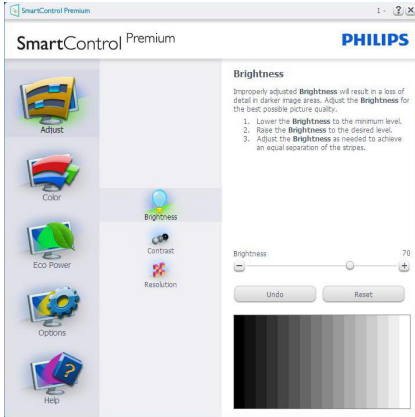 SmartControl Premium
1 - ? X
SmartControl Premium
PHILIPS
Adjust
Color
Eco Power
Options
Help
Brightness
Contrast
Resolution
Brightness
Improperly adjusted Brightness will result in a loss of
detail in darker image areas. Adjust the Brightness for
the best possible picture quality.
1. Lower the Brightness to the minimum level.
2. Raise the Brightness to the desired level.
3. Adjust the Brightness as needed to achieve
an equal separation of the stripes.
Brightness 70
Undo Reset